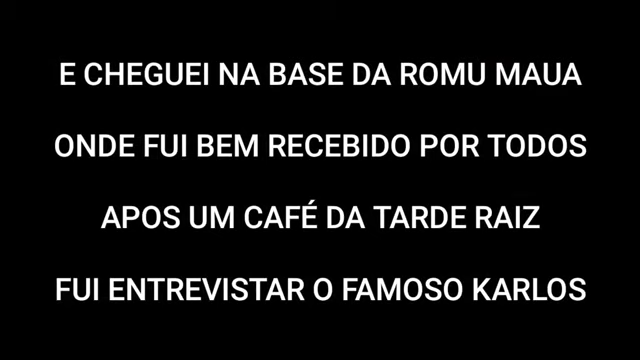 E CHEGUEI NA BASE DA ROMU MAUA
ONDE FUI BEM RECEBIDO POR TODOS
APOS UM CAFÉ DA TARDE RAIZ
FUI ENTREVISTAR O FAMOSO KARLOS